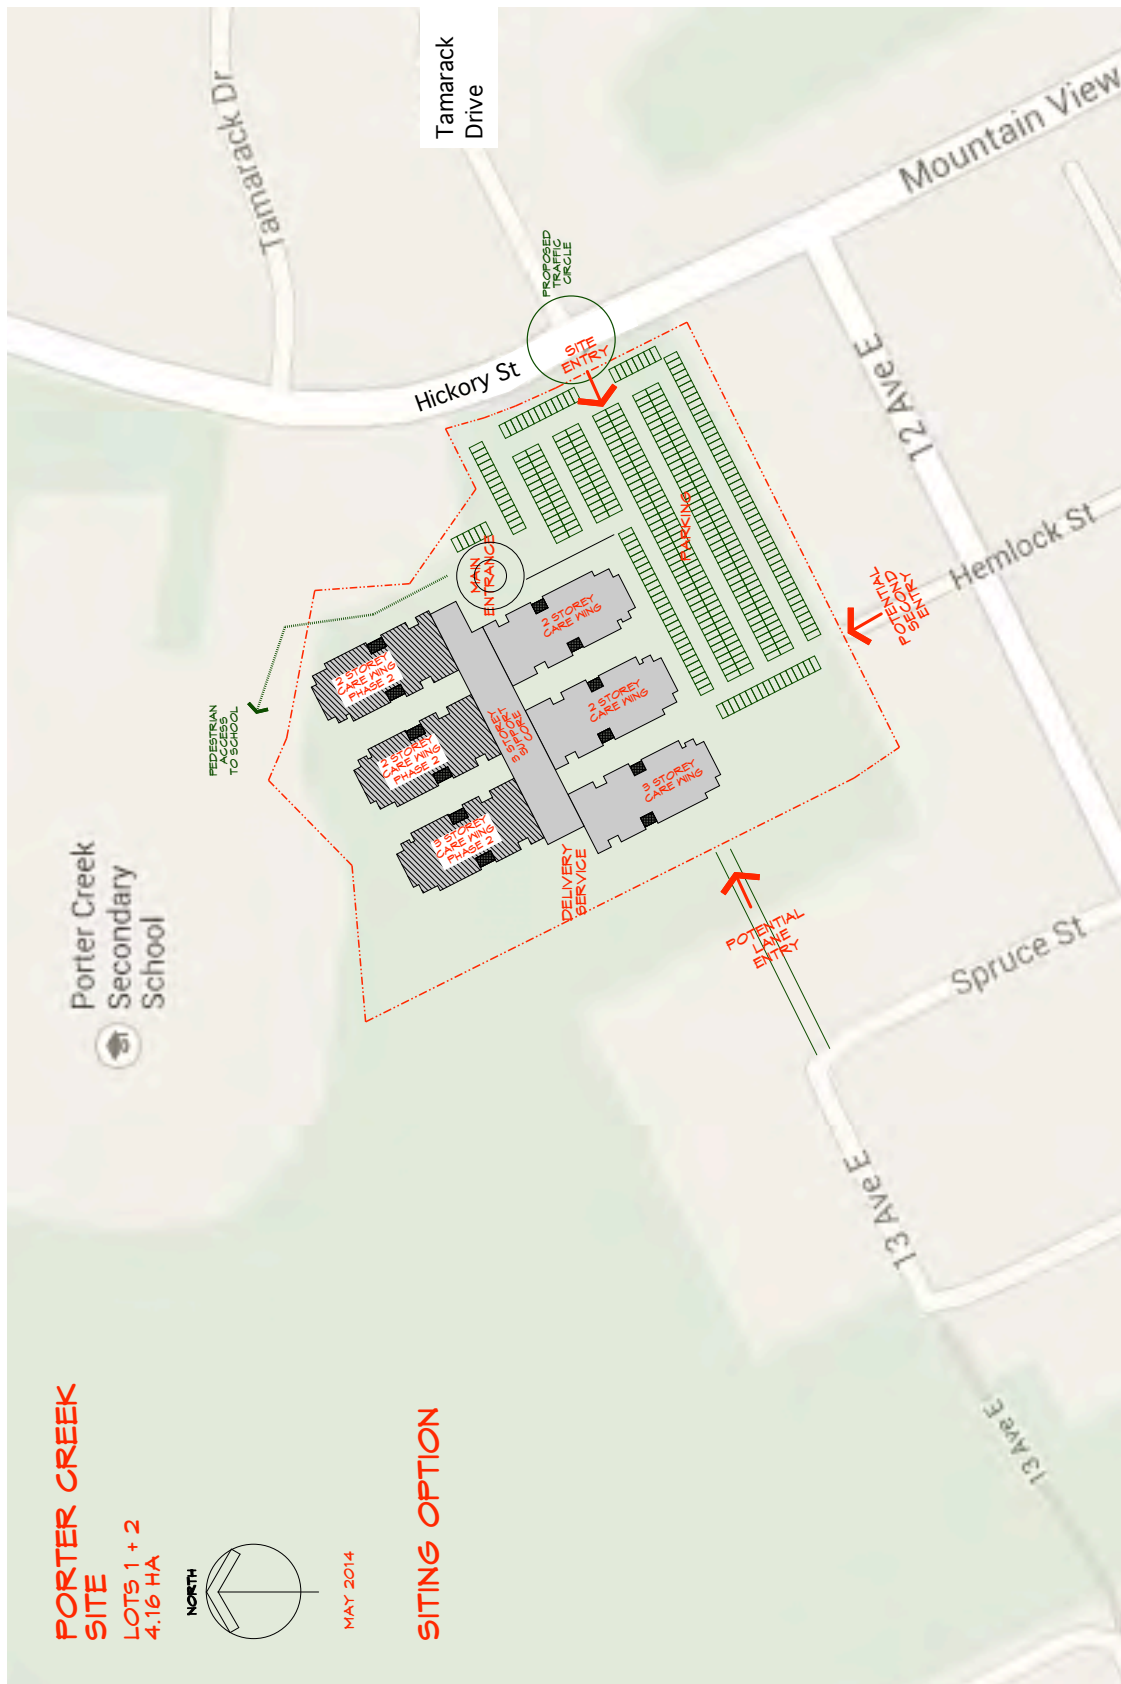 PORTER CREEK
SITE
LOTS 1 + 2
4.16 HA
NORTH
MAY 2014
SITING OPTION
Porter Creek
Secondary
School
PEDESTRIAN
ACCESS
TO SCHOOL
Tamarack Dr
Tamarack
Drive
Hickory St
Mountain View
PROPOSED
TRAFFIC
CIRCLE
SITE
ENTRY
MAIN
ENTRANCE
PARKING
2 STOREY
CARE WING
PHASE 2
2 STOREY
CARE WING
PHASE 2
3 STOREY
CARE WING
PHASE 2
3 STOREY
SUPPORT
CORE
2 STOREY
CARE WING
2 STOREY
CARE WING
3 STOREY
CARE WING
DELIVERY
SERVICE
POTENTIAL
LANE
ENTRY
POTENTIAL
SECOND
ENTRY
12 Ave E
Hemlock St
Spruce St
13 Ave E
13 Ave E